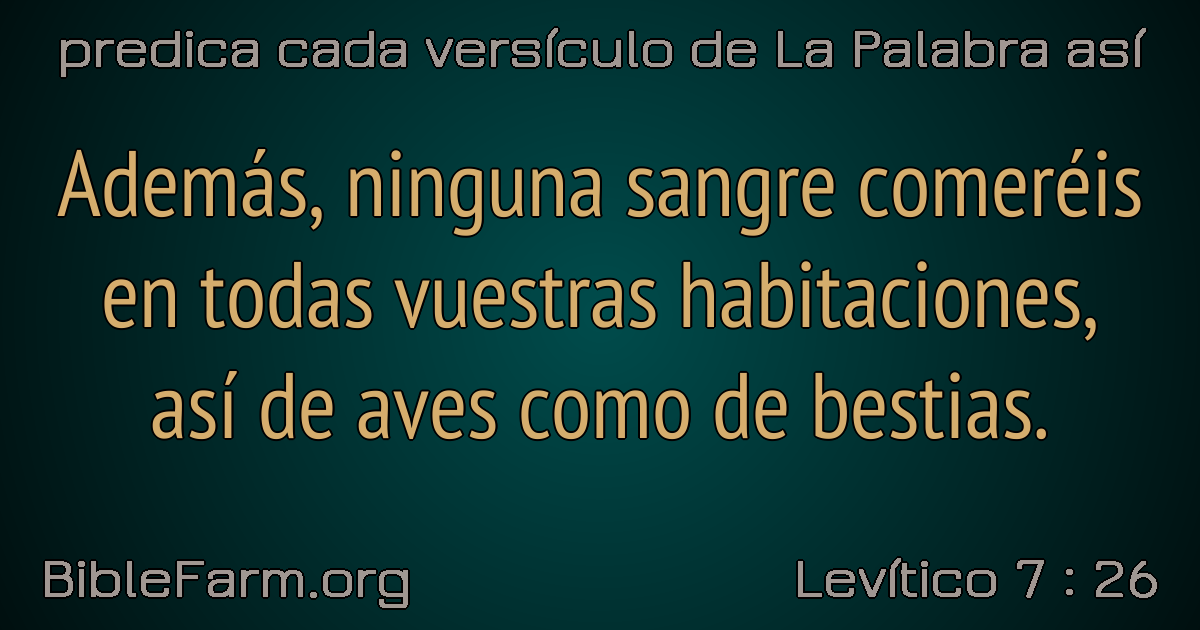 predica cada versículo de La Palabra así
Además, ninguna sangre comeréis
en todas vuestras habitaciones,
así de aves como de bestias.
BibleFarm.org
Levítico 7 : 26